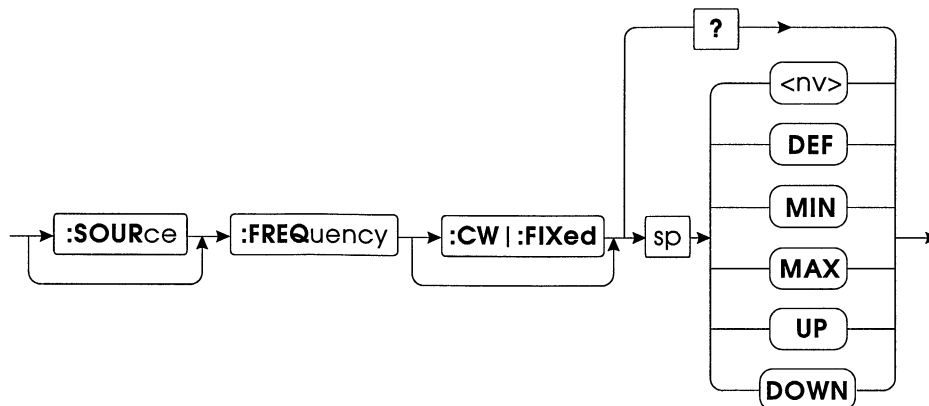 ?
<nv>
DEF
MIN
:SOURce :FREQuency :CW|:FIXed sp
MAX
UP
DOWN